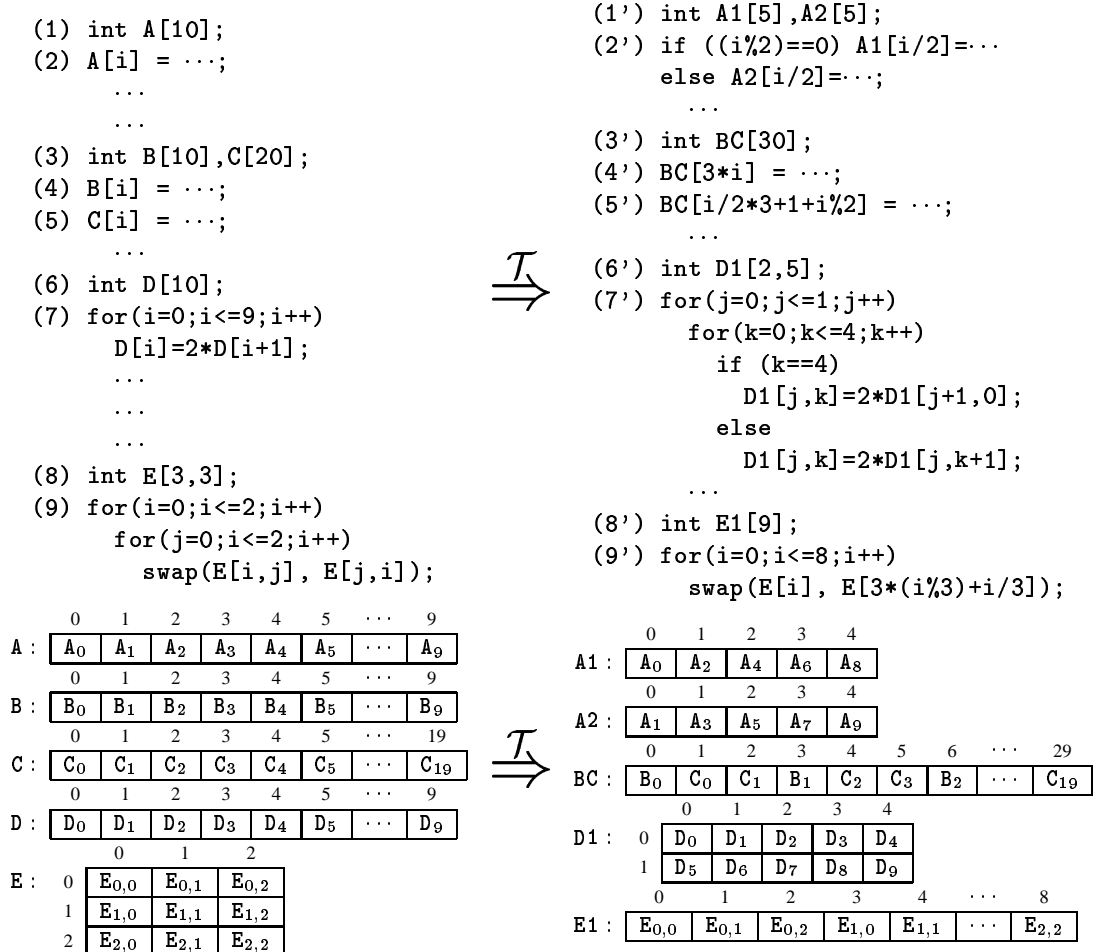 (1) int A[10];
(2) A[i] = ···;
...
...
(3) int B[10],C[20];
(4) B[i] = ···;
(5) C[i] = ···;
...
(6) int D[10];
(7) for(i=0;i<=9;i++)
D[i]=2*D[i+1];
...
...
...
(8) int E[3,3];
(9) for(i=0;i<=2;i++)
for(j=0;i<=2;i++)
swap(E[i,j], E[j,i]);
T
⇒
(1') int A1[5],A2[5];
(2') if ((i%2)==0) A1[i/2]=···
else A2[i/2]=···;
...
(3') int BC[30];
(4') BC[3*i] = ···;
(5') BC[i/2*3+1+i%2] = ···;
...
(6') int D1[2,5];
(7') for(j=0;j<=1;j++)
for(k=0;k<=4;k++)
if (k==4)
D1[j,k]=2*D1[j+1,0];
else
D1[j,k]=2*D1[j,k+1];
...
(8') int E1[9];
(9') for(i=0;i<=8;i++)
swap(E[i], E[3*(i%3)+i/3]);
0 1 2 3 4 5 ··· 9
A : A₀ A₁ A₂ A₃ A₄ A₅ ··· A₉
0 1 2 3 4 5 ··· 9
B : B₀ B₁ B₂ B₃ B₄ B₅ ··· B₉
0 1 2 3 4 5 ··· 19
C : C₀ C₁ C₂ C₃ C₄ C₅ ··· C₁₉
0 1 2 3 4 5 ··· 9
D : D₀ D₁ D₂ D₃ D₄ D₅ ··· D₉
0 1 2
E : 0 E₀,₀ E₀,₁ E₀,₂
1 E₁,₀ E₁,₁ E₁,₂
2 E₂,₀ E₂,₁ E₂,₂
T
⇒
0 1 2 3 4
A1 : A₀ A₂ A₄ A₆ A₈
0 1 2 3 4
A2 : A₁ A₃ A₅ A₇ A₉
0 1 2 3 4 5 6 ··· 29
BC : B₀ C₀ C₁ B₁ C₂ C₃ B₂ ··· C₁₉
0 1 2 3 4
D1 : 0 D₀ D₁ D₂ D₃ D₄
1 D₅ D₆ D₇ D₈ D₉
0 1 2 3 4 ··· 8
E1 : E₀,₀ E₀,₁ E₀,₂ E₁,₀ E₁,₁ ··· E₂,₂